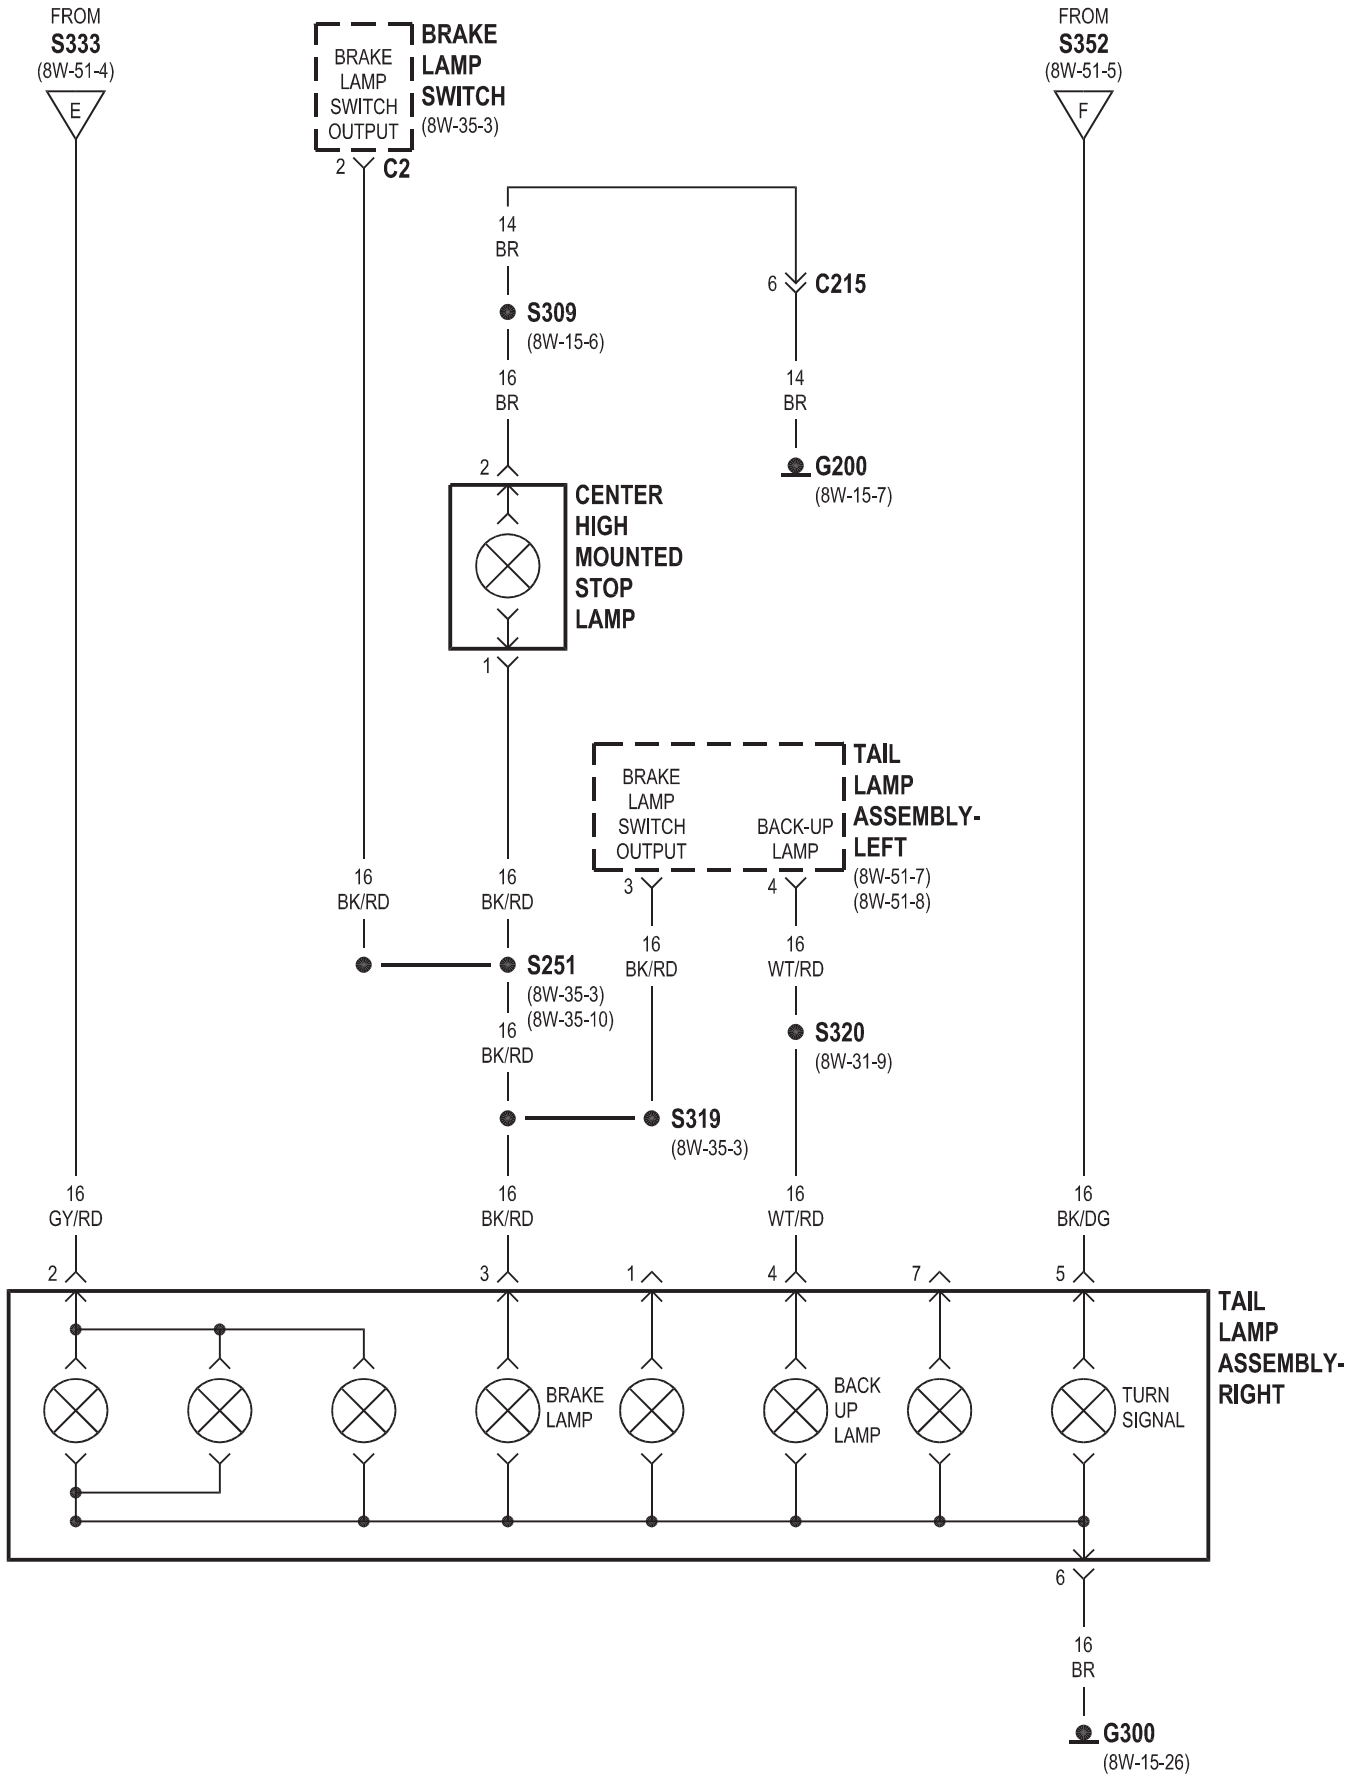 FROM
S333
(8W-51-4)
E
BRAKE
LAMP
SWITCH
OUTPUT
BRAKE
LAMP
SWITCH
(8W-35-3)
2
C2
FROM
S352
(8W-51-5)
F
14
BR
6
C215
S309
(8W-15-6)
16
BR
14
BR
2
G200
(8W-15-7)
CENTER
HIGH
MOUNTED
STOP
LAMP
1
BRAKE
LAMP
SWITCH
OUTPUT
BACK-UP
LAMP
TAIL
LAMP
ASSEMBLY-
LEFT
(8W-51-7)
(8W-51-8)
3
4
16
BK/RD
16
BK/RD
16
BK/RD
16
WT/RD
S251
(8W-35-3)
(8W-35-10)
16
BK/RD
S320
(8W-31-9)
S319
(8W-35-3)
16
GY/RD
16
BK/RD
16
WT/RD
16
BK/DG
2
3
1
4
7
5
TAIL
LAMP
ASSEMBLY-
RIGHT
BRAKE
LAMP
BACK
UP
LAMP
TURN
SIGNAL
6
16
BR
G300
(8W-15-26)